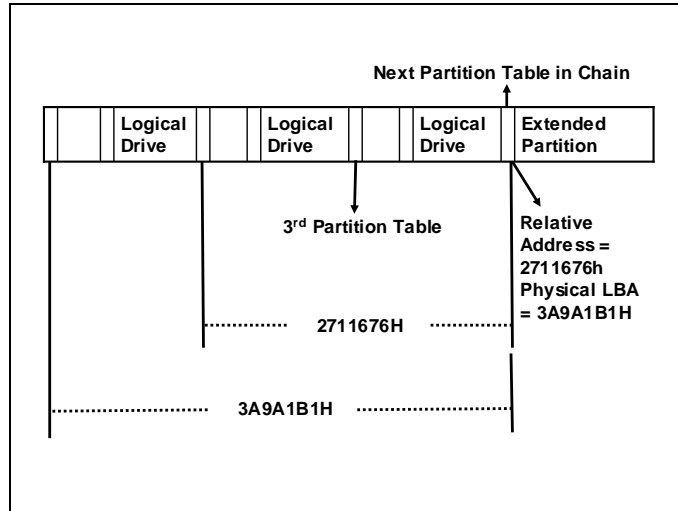 Next Partition Table in Chain
Logical
Drive
Logical
Drive
Logical
Drive
Extended
Partition
3rd Partition Table
Relative
Address =
2711676h
Physical LBA
= 3A9A1B1H
2711676H
3A9A1B1H